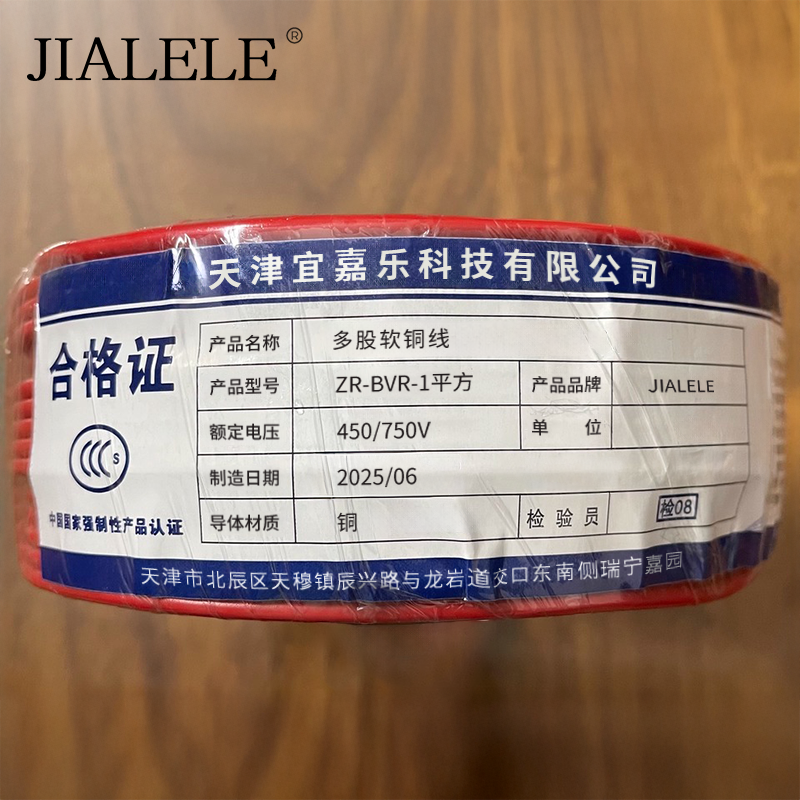 JIALELE®
天津宜嘉乐科技有限公司
合格证
产品名称 多股软铜线
产品型号 ZR-BVR-1平方 产品品牌 JIALELE
额定电压 450/750V 单 位
制造日期 2025/06
导体材质 铜 检验员 检08
CCC S
中国国家强制性产品认证
天津市北辰区天穆镇辰兴路与龙岩道交口东南侧瑞宁嘉园